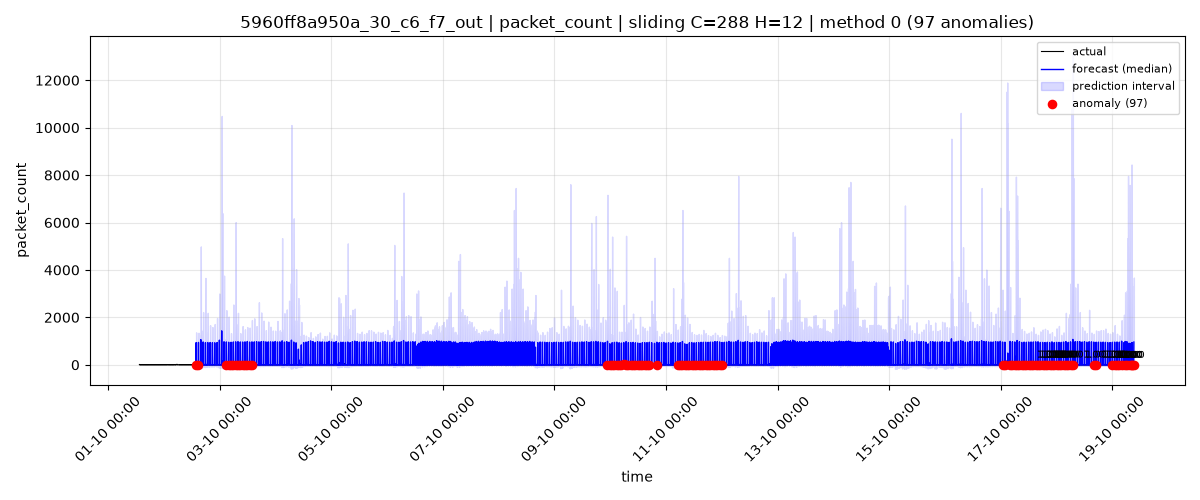 5960ff8a950a_30_c6_f7_out | packet_count | sliding C=288 H=12 | method 0 (97 anomalies)
actual
forecast (median)
prediction interval
anomaly (97)
packet_count
12000
10000
8000
6000
4000
2000
0
01-10 00:00
03-10 00:00
05-10 00:00
07-10 00:00
09-10 00:00
11-10 00:00
13-10 00:00
15-10 00:00
17-10 00:00
19-10 00:00
time